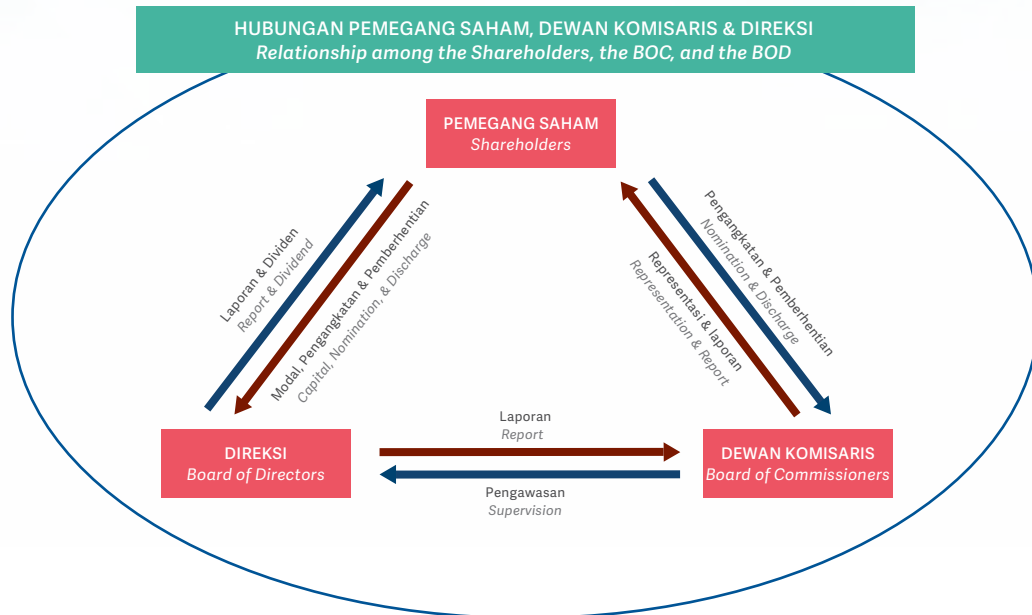 HUBUNGAN PEMEGANG SAHAM, DEWAN KOMISARIS & DIREKSI
Relationship among the Shareholders, the BOC, and the BOD
PEMEGANG SAHAM
Shareholders
Laporan & Dividen
Report & Dividend
Modal, Pengangkatan & Pemberhentian
Capital, Nomination, & Discharge
Pengangkatan & Pemberhentian
Nomination & Discharge
Representasi & laporan
Representation & Report
DIREKSI
Board of Directors
Laporan
Report
Pengawasan
Supervision
DEWAN KOMISARIS
Board of Commissioners